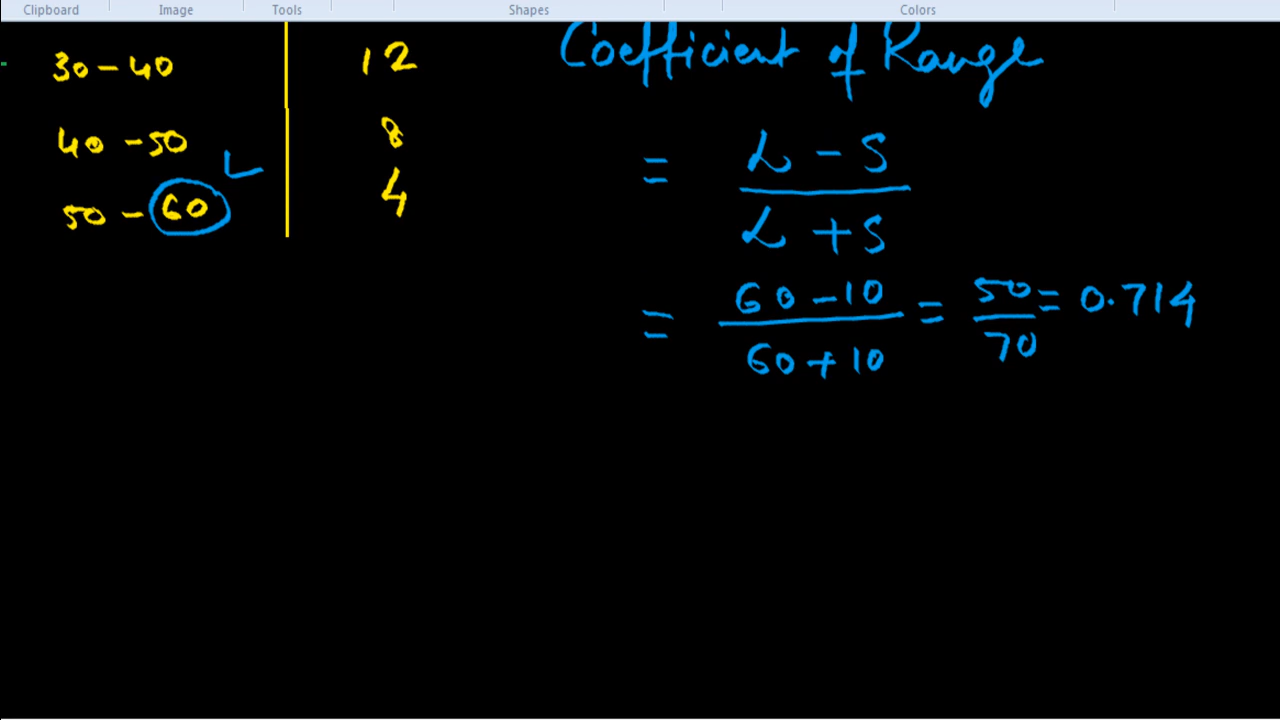 Clipboard Image Tools Shapes Colors
30-40 12
40-50 8
50-60 L 4
Coefficient of Range
= L - S / L + S
= 60-10 / 60+10 = 50 / 70 = 0.714